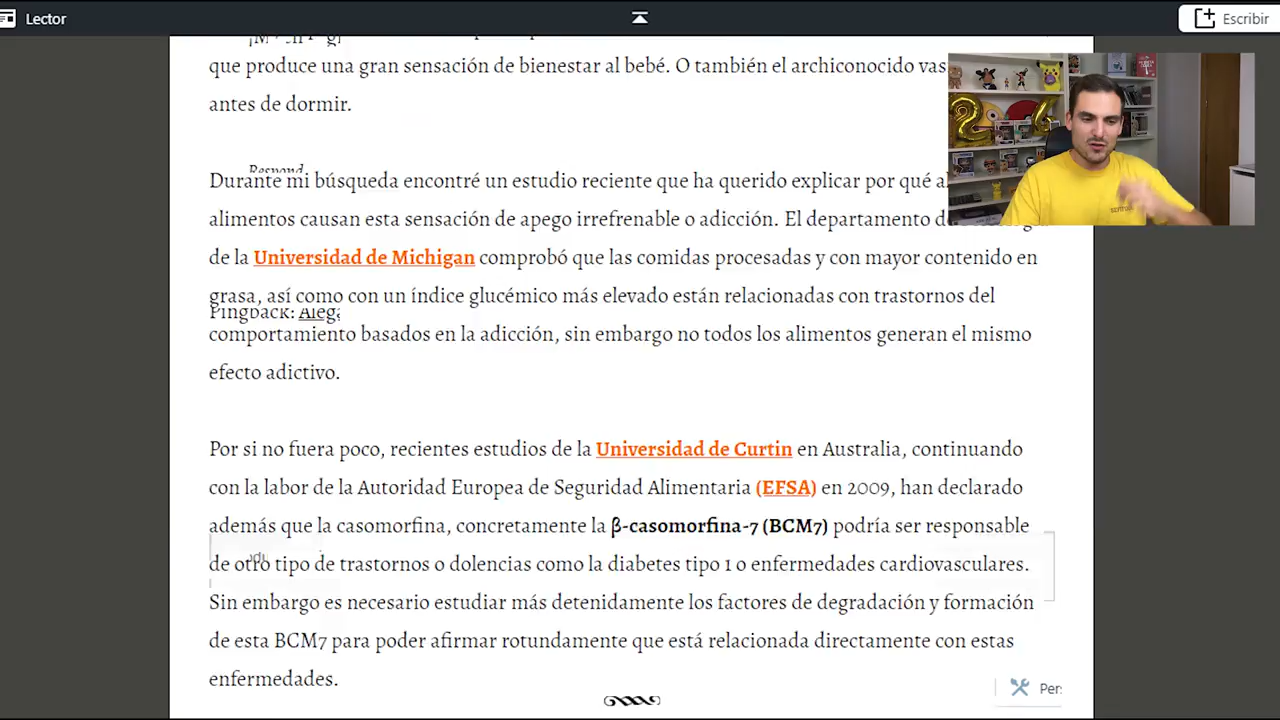 Lector
Escribir
que produce una gran sensación de bienestar al bebé. O también el archiconocido vas
antes de dormir.
Respond
Durante mi búsqueda encontré un estudio reciente que ha querido explicar por qué al
alimentos causan esta sensación de apego irrefrenable o adicción. El departamento d
de la Universidad de Michigan comprobó que las comidas procesadas y con mayor contenido en
grasa, así como con un índice glucémico más elevado están relacionadas con trastornos del
Pingback: Alega
comportamiento basados en la adicción, sin embargo no todos los alimentos generan el mismo
efecto adictivo.
Por si no fuera poco, recientes estudios de la Universidad de Curtin en Australia, continuando
con la labor de la Autoridad Europea de Seguridad Alimentaria (EFSA) en 2009, han declarado
además que la casomorfina, concretamente la β-casomorfina-7 (BCM7) podría ser responsable
de otro tipo de trastornos o dolencias como la diabetes tipo 1 o enfermedades cardiovasculares.
Sin embargo es necesario estudiar más detenidamente los factores de degradación y formación
de esta BCM7 para poder afirmar rotundamente que está relacionada directamente con estas
enfermedades.
Pers